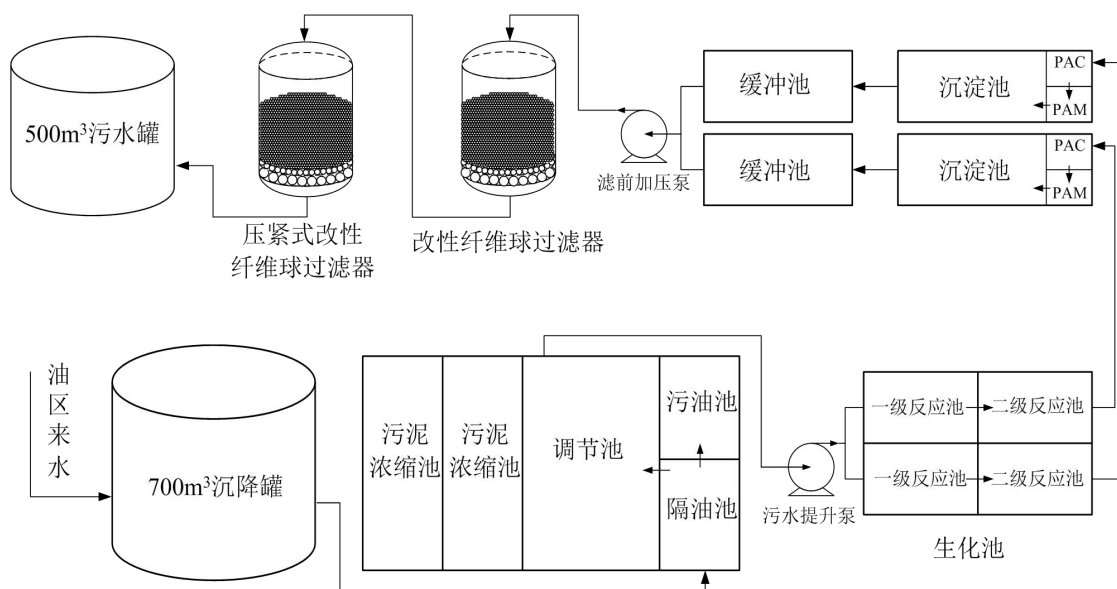 500m³污水罐
压紧式改性
纤维球过滤器
改性纤维球过滤器
滤前加压泵
缓冲池
沉淀池
PAC
PAM
缓冲池
沉淀池
PAC
PAM
油
区
来
水
700m³沉降罐
污泥
浓缩池
污泥
浓缩池
调节池
污油池
隔油池
污水提升泵
一级反应池
二级反应池
一级反应池
二级反应池
生化池